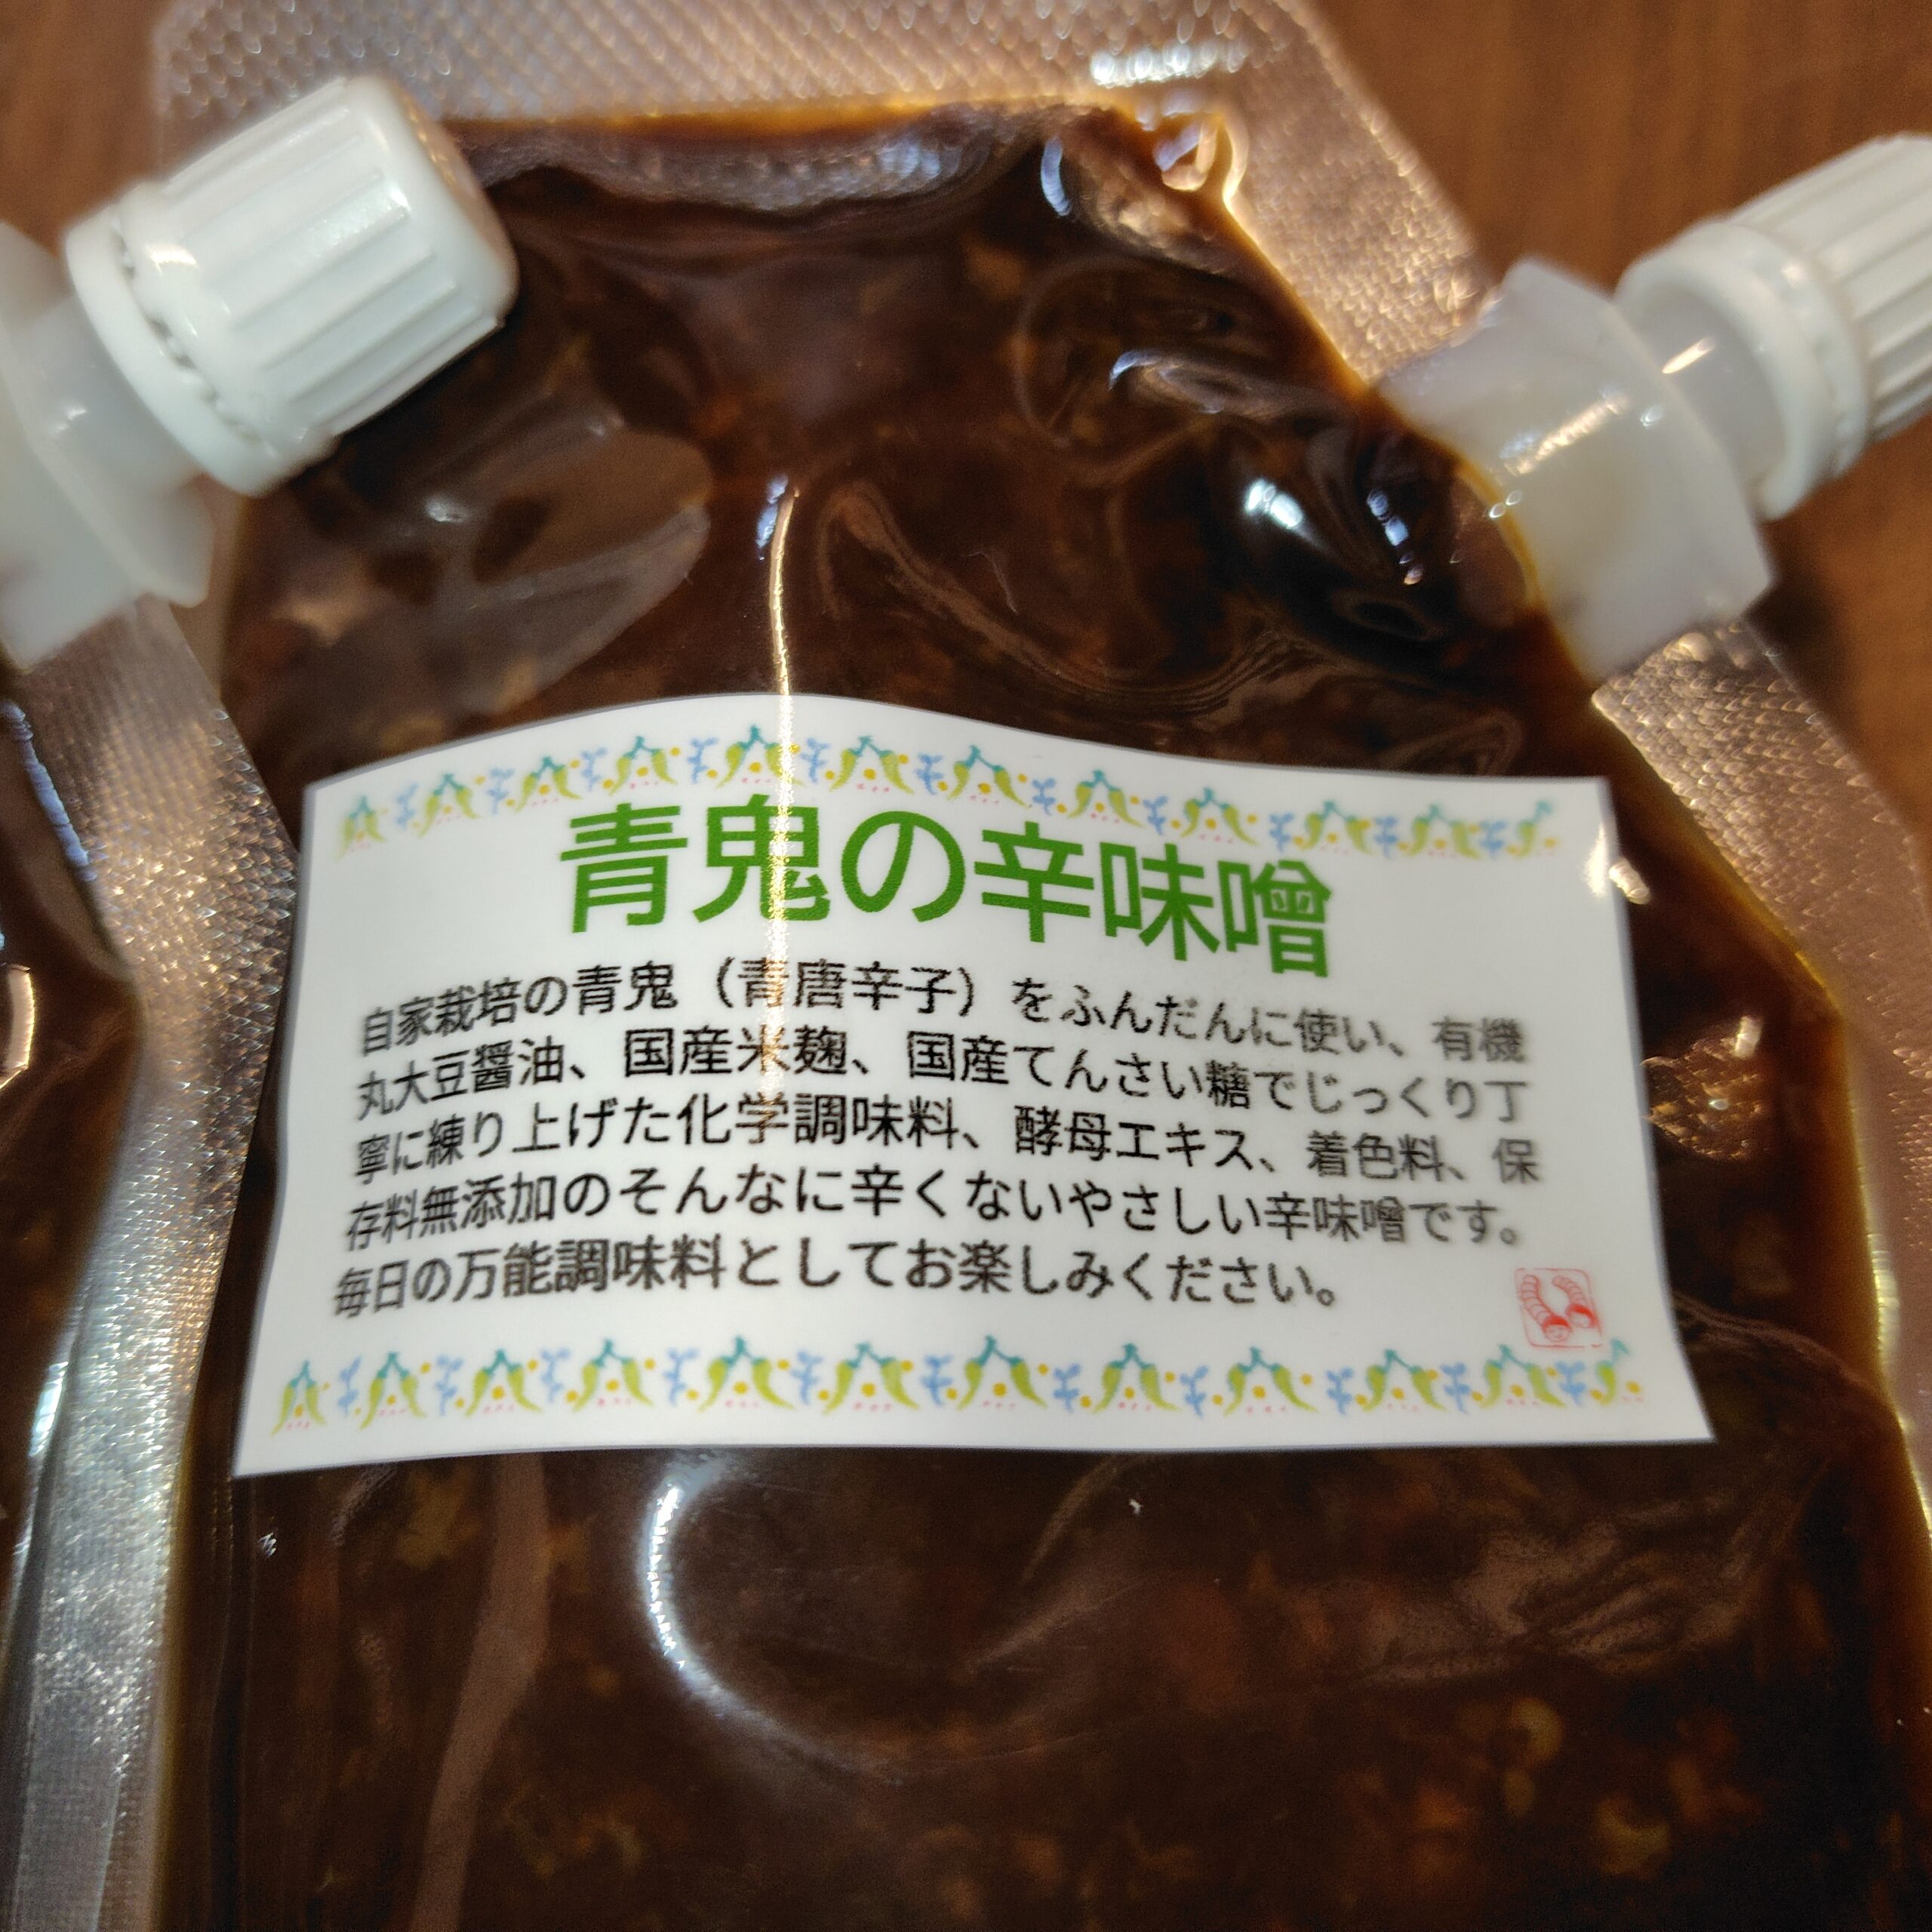 青鬼の辛味噌
自家栽培の青鬼（青唐辛子）をふんだんに使い、有機
丸大豆醤油、国産米麹、国産てんさい糖でじっくり丁
寧に練り上げた化学調味料、酵母エキス、着色料、保
存料無添加のそんなに辛くないやさしい辛味噌です。
毎日の万能調味料としてお楽しみください。